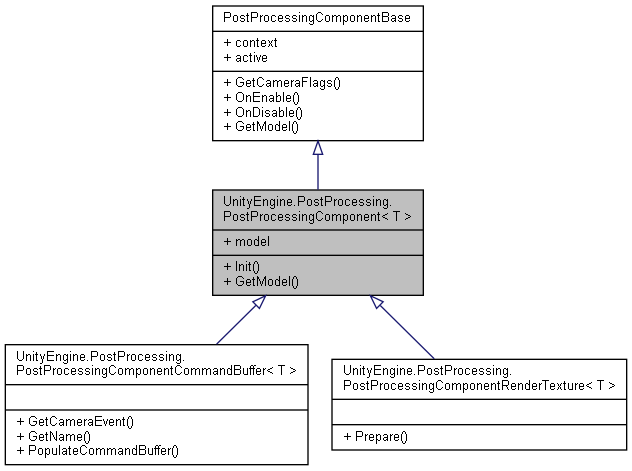 PostProcessingComponentBase
+ context
+ active
+ GetCameraFlags()
+ OnEnable()
+ OnDisable()
+ GetModel()
UnityEngine.PostProcessing.
PostProcessingComponent< T >
+ model
+ Init()
+ GetModel()
UnityEngine.PostProcessing.
PostProcessingComponentCommandBuffer< T >
+ GetCameraEvent()
+ GetName()
+ PopulateCommandBuffer()
UnityEngine.PostProcessing.
PostProcessingComponentRenderTexture< T >
+ Prepare()